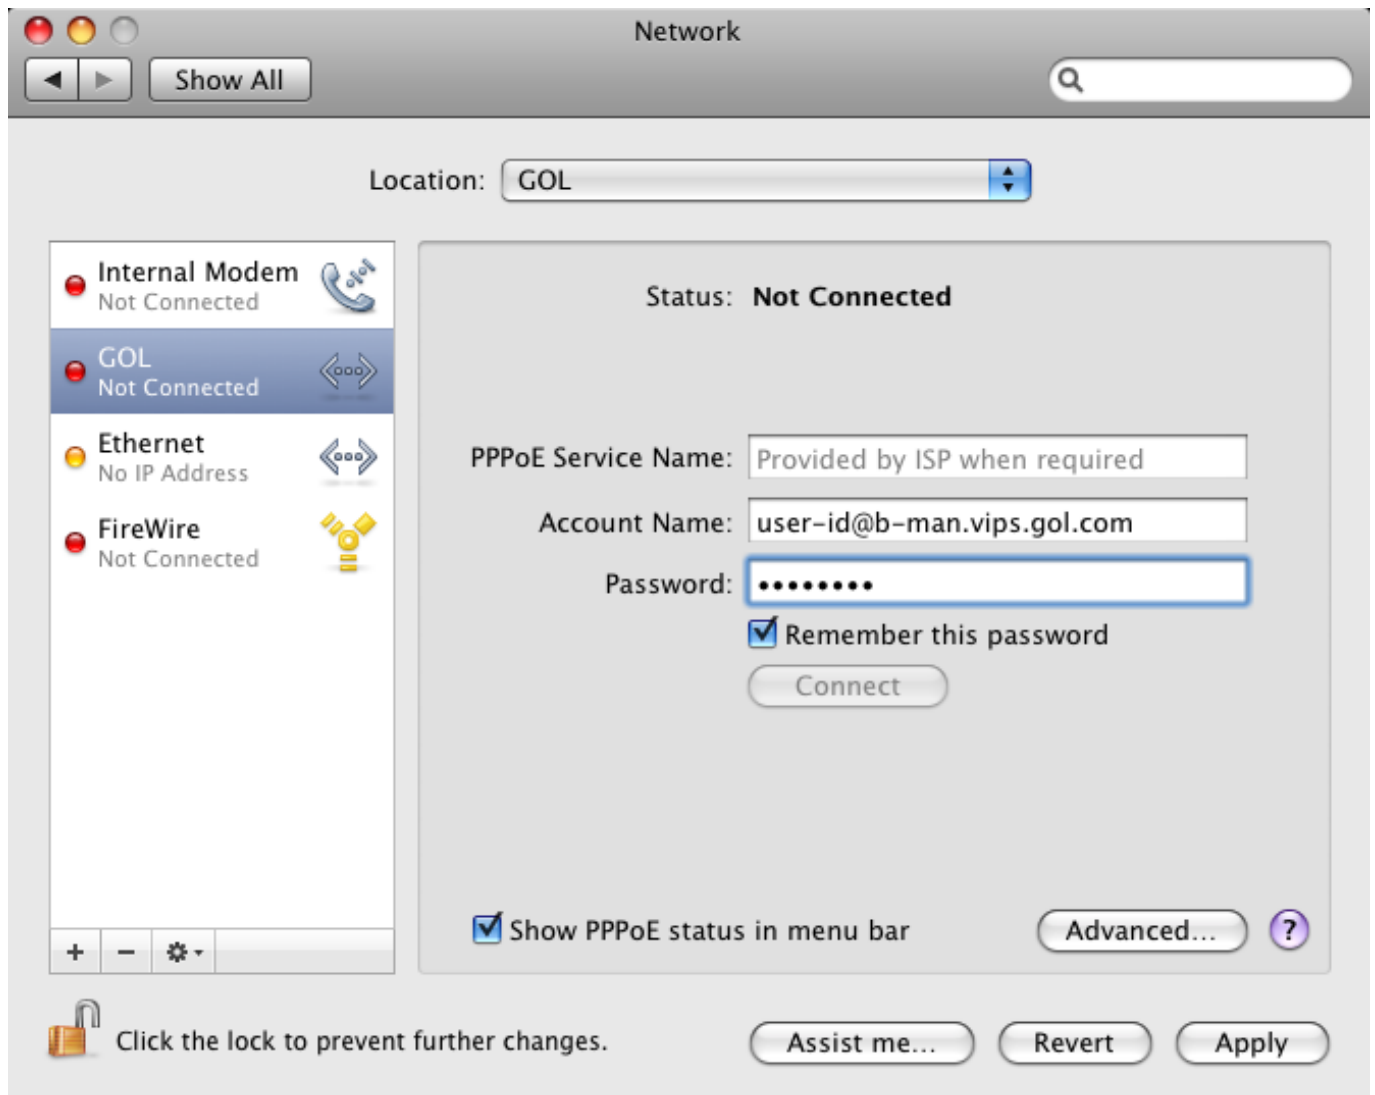 Network
Show All
Location: GOL
Internal Modem
Not Connected
GOL
Not Connected
Ethernet
No IP Address
FireWire
Not Connected
Status: Not Connected
PPPoE Service Name: Provided by ISP when required
Account Name: user-id@b-man.vips.gol.com
Password: ••••••••
Remember this password
Connect
Show PPPoE status in menu bar
Advanced... ?
Click the lock to prevent further changes.
Assist me... Revert Apply